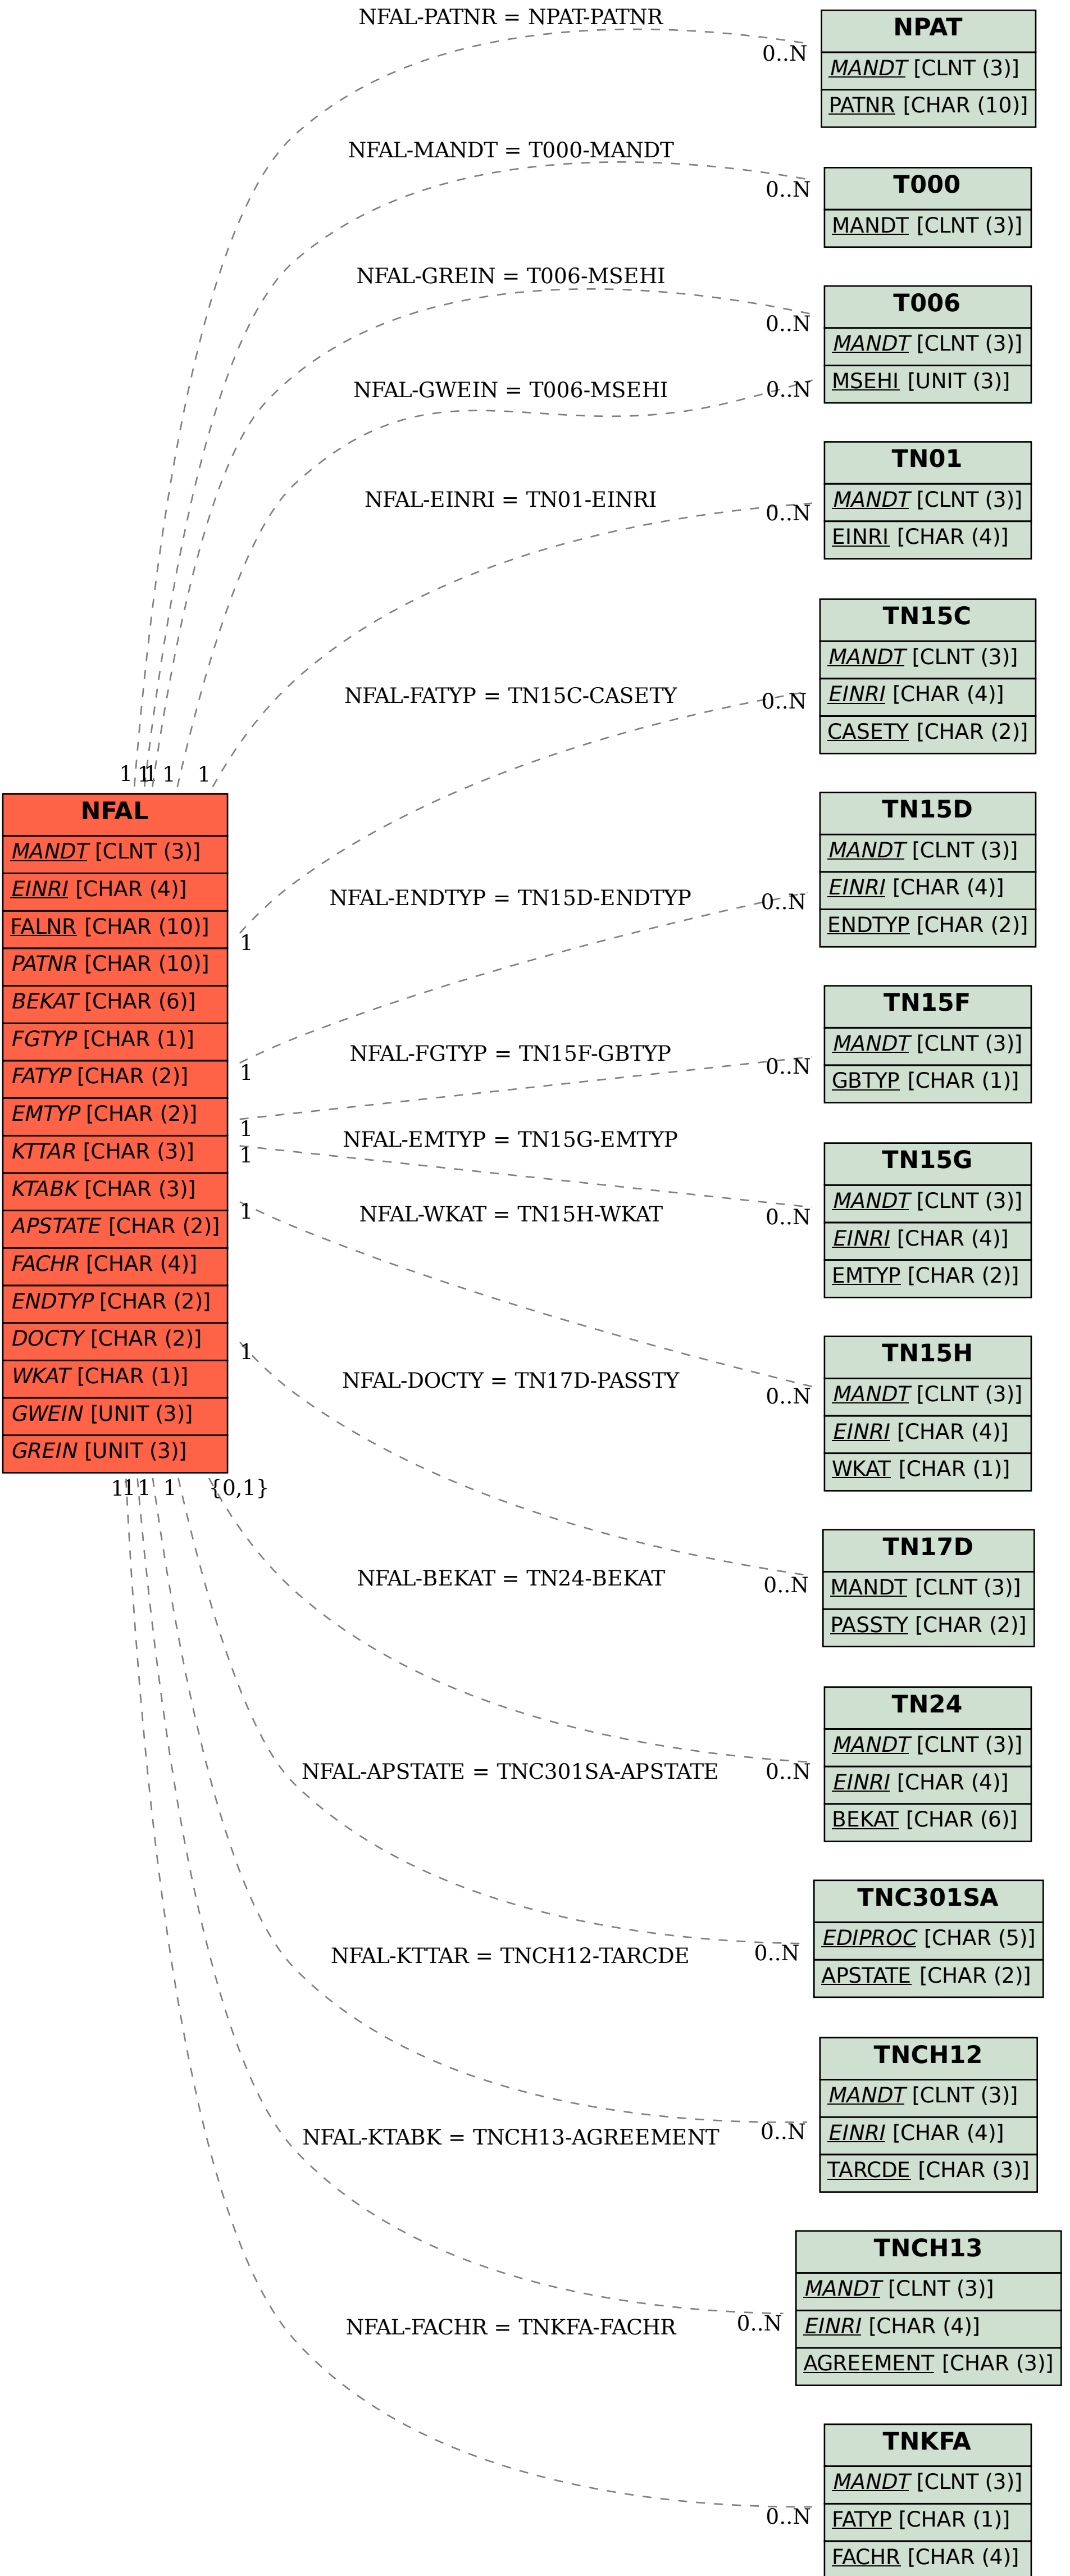 NFAL-PATNR = NPAT-PATNR
0..N
NPAT
MANDT [CLNT (3)]
PATNR [CHAR (10)]
NFAL-MANDT = T000-MANDT
0..N
T000
MANDT [CLNT (3)]
NFAL-GREIN = T006-MSEHI
0..N
NFAL-GWEIN = T006-MSEHI
0..N
T006
MANDT [CLNT (3)]
MSEHI [UNIT (3)]
NFAL-EINRI = TN01-EINRI
0..N
TN01
MANDT [CLNT (3)]
EINRI [CHAR (4)]
NFAL-FATYP = TN15C-CASETY
0..N
TN15C
MANDT [CLNT (3)]
EINRI [CHAR (4)]
CASETY [CHAR (2)]
1 1 1 1 1
NFAL
MANDT [CLNT (3)]
EINRI [CHAR (4)]
FALNR [CHAR (10)]
PATNR [CHAR (10)]
BEKAT [CHAR (6)]
FGTYP [CHAR (1)]
FATYP [CHAR (2)]
EMTYP [CHAR (2)]
KTTAR [CHAR (3)]
KTABK [CHAR (3)]
APSTATE [CHAR (2)]
FACHR [CHAR (4)]
ENDTYP [CHAR (2)]
DOCTY [CHAR (2)]
WKAT [CHAR (1)]
GWEIN [UNIT (3)]
GREIN [UNIT (3)]
1
1
1
1
1
1
1 1 1 1 {0,1}
NFAL-ENDTYP = TN15D-ENDTYP
0..N
TN15D
MANDT [CLNT (3)]
EINRI [CHAR (4)]
ENDTYP [CHAR (2)]
NFAL-FGTYP = TN15F-GBTYP
0..N
TN15F
MANDT [CLNT (3)]
GBTYP [CHAR (1)]
NFAL-EMTYP = TN15G-EMTYP
0..N
TN15G
MANDT [CLNT (3)]
EINRI [CHAR (4)]
EMTYP [CHAR (2)]
NFAL-WKAT = TN15H-WKAT
0..N
TN15H
MANDT [CLNT (3)]
EINRI [CHAR (4)]
WKAT [CHAR (1)]
NFAL-DOCTY = TN17D-PASSTY
0..N
TN17D
MANDT [CLNT (3)]
PASSTY [CHAR (2)]
NFAL-BEKAT = TN24-BEKAT
0..N
TN24
MANDT [CLNT (3)]
EINRI [CHAR (4)]
BEKAT [CHAR (6)]
NFAL-APSTATE = TNC301SA-APSTATE
0..N
TNC301SA
EDIPROC [CHAR (5)]
APSTATE [CHAR (2)]
NFAL-KTTAR = TNCH12-TARCDE
0..N
TNCH12
MANDT [CLNT (3)]
EINRI [CHAR (4)]
TARCDE [CHAR (3)]
NFAL-KTABK = TNCH13-AGREEMENT
0..N
TNCH13
MANDT [CLNT (3)]
EINRI [CHAR (4)]
AGREEMENT [CHAR (3)]
NFAL-FACHR = TNKFA-FACHR
0..N
TNKFA
MANDT [CLNT (3)]
FATYP [CHAR (1)]
FACHR [CHAR (4)]